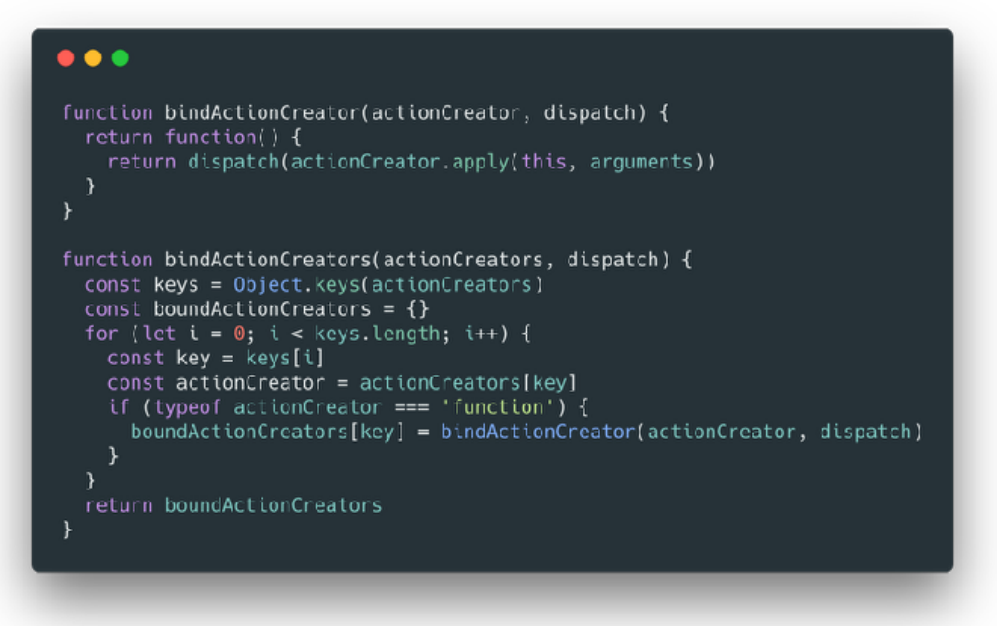 function bindActionCreator(actionCreator, dispatch) {
  return function() {
    return dispatch(actionCreator.apply(this, arguments))
  }
}

function bindActionCreators(actionCreators, dispatch) {
  const keys = Object.keys(actionCreators)
  const boundActionCreators = {}
  for (let i = 0; i < keys.length; i++) {
    const key = keys[i]
    const actionCreator = actionCreators[key]
    if (typeof actionCreator === 'function') {
      boundActionCreators[key] = bindActionCreator(actionCreator, dispatch)
    }
  }
  return boundActionCreators
}